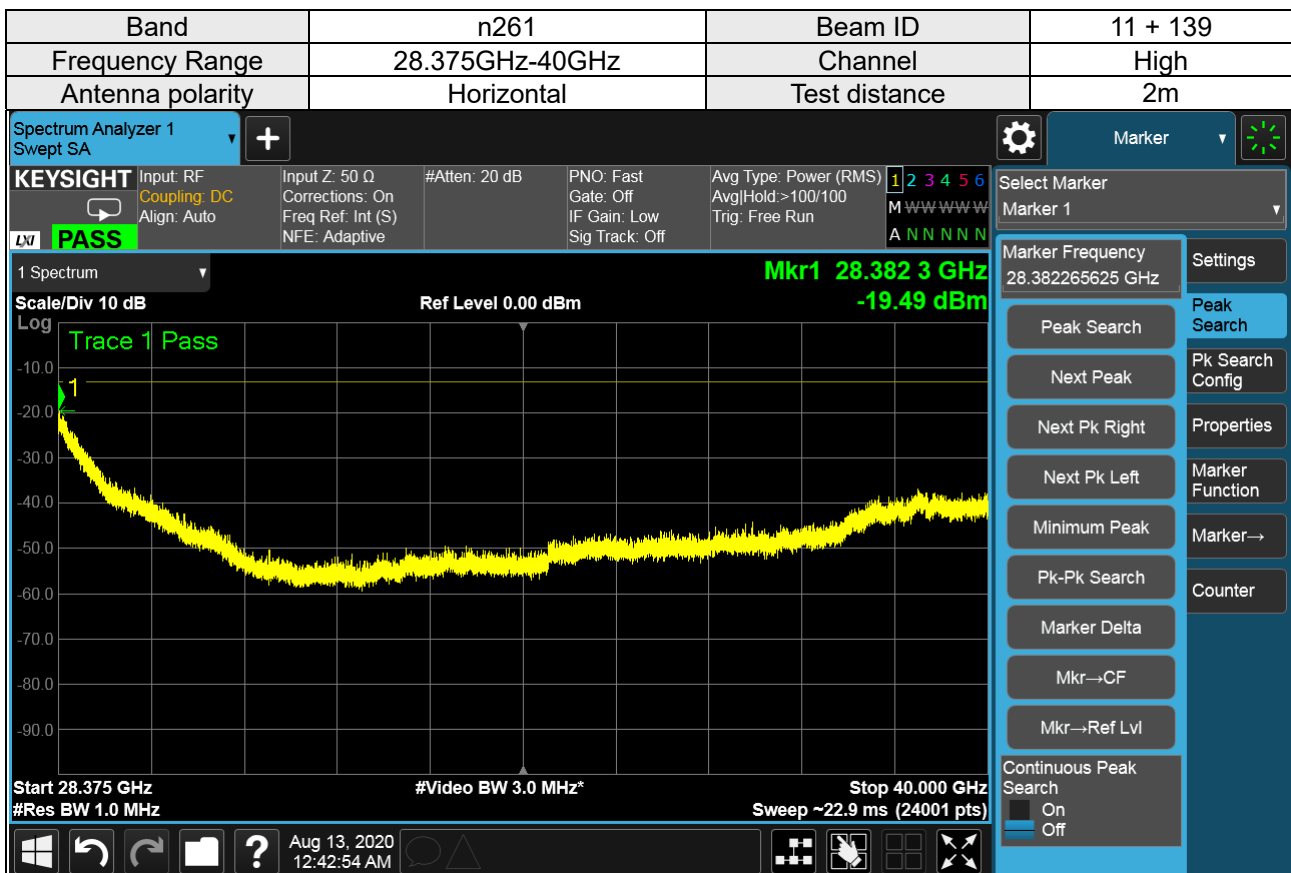 Band n261 Beam ID 11 + 139
Frequency Range 28.375GHz-40GHz Channel High
Antenna polarity Horizontal Test distance 2m
Spectrum Analyzer 1
Swept SA
Marker
KEYSIGHT
LXI PASS
Input: RF
Coupling: DC
Align: Auto
Input Z: 50 Ω
Corrections: On
Freq Ref: Int (S)
NFE: Adaptive
#Atten: 20 dB
PNO: Fast
Gate: Off
IF Gain: Low
Sig Track: Off
Avg Type: Power (RMS)
Avg|Hold:>100/100
Trig: Free Run
1 2 3 4 5 6
M W W W W W
A N N N N N
Select Marker
Marker 1
1 Spectrum
Mkr1 28.382 3 GHz
Scale/Div 10 dB Ref Level 0.00 dBm -19.49 dBm
Log
Trace 1 Pass
1
-10.0
-20.0
-30.0
-40.0
-50.0
-60.0
-70.0
-80.0
-90.0
Start 28.375 GHz #Video BW 3.0 MHz* Stop 40.000 GHz
#Res BW 1.0 MHz Sweep ~22.9 ms (24001 pts)
Marker Frequency
28.382265625 GHz
Peak Search
Next Peak
Next Pk Right
Next Pk Left
Minimum Peak
Pk-Pk Search
Marker Delta
Mkr→CF
Mkr→Ref Lvl
Continuous Peak
Search
On
Off
Settings
Peak
Search
Pk Search
Config
Properties
Marker
Function
Marker→
Counter
?
Aug 13, 2020
12:42:54 AM